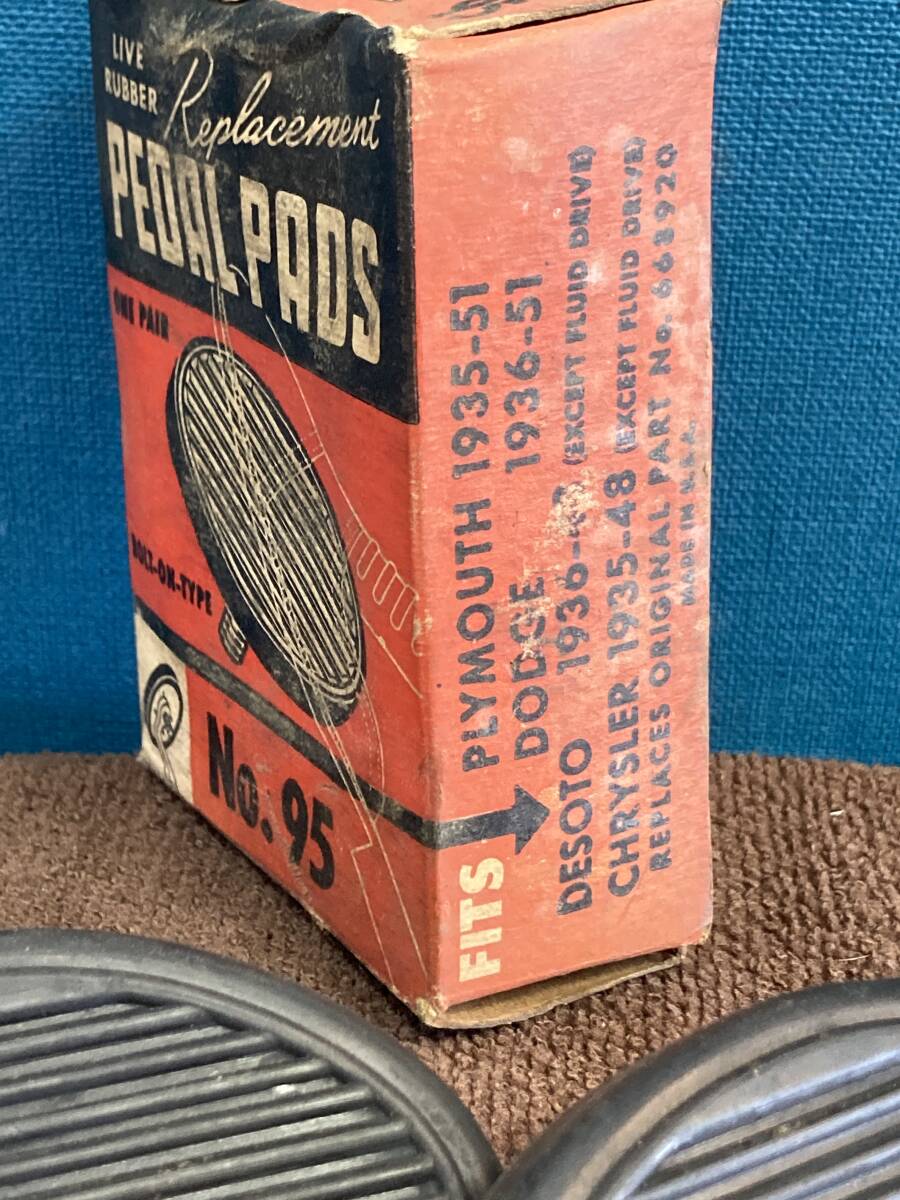 LIVE
RUBBER
Replacement
PEDAL PADS
ONE PAIR
BOLT-ON-TYPE
No. 95
FITS
PLYMOUTH 1935-51
DODGE 1936-51
DESOTO 1936- (EXCEPT FLUID DRIVE)
CHRYSLER 1935-48 (EXCEPT FLUID DRIVE)
REPLACES ORIGINAL PART No. 668920
MADE IN U.S.A.